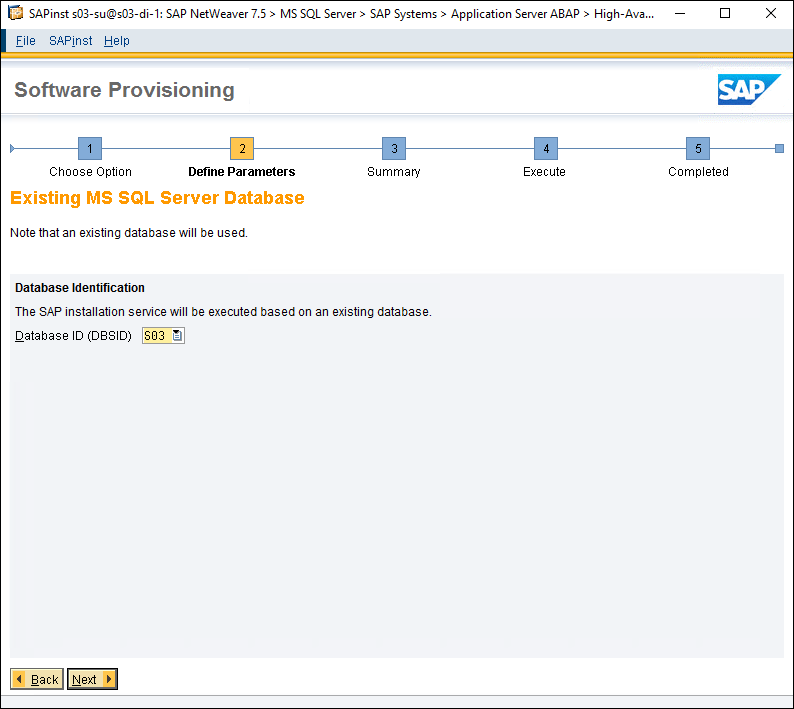 SAPinst s03-su@s03-di-1: SAP NetWeaver 7.5 > MS SQL Server > SAP Systems > Application Server ABAP > High-Ava...
File SAPinst Help
Software Provisioning
SAP
1 2 3 4 5
Choose Option Define Parameters Summary Execute Completed
Existing MS SQL Server Database
Note that an existing database will be used.
Database Identification
The SAP installation service will be executed based on an existing database.
Database ID (DBSID) S03
Back Next